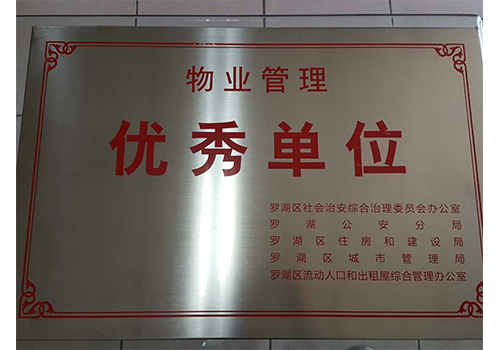 物业管理
优秀单位
罗湖区社会治安综合治理委员会办公室
罗湖公安分局
罗湖区住房和建设局
罗湖区城市管理局
罗湖区流动人口和出租屋综合管理办公室